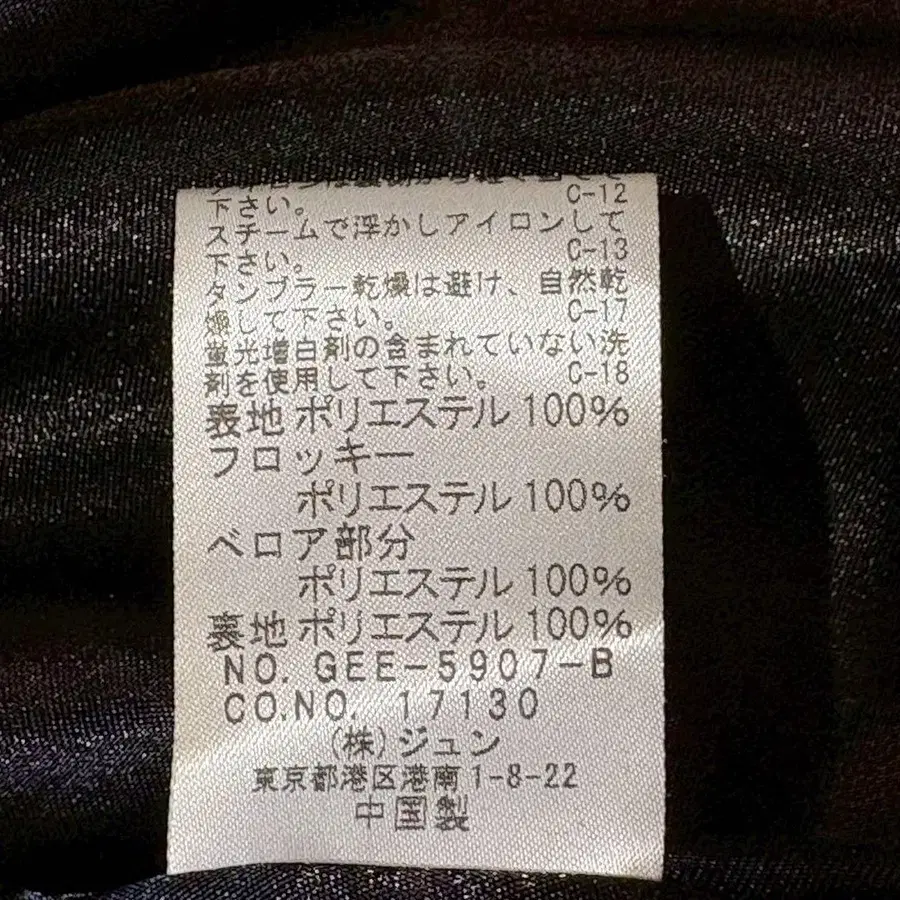 下さい。 C-12
スチームで浮かしアイロンして
下さい。 C-13
タンブラー乾燥は避け、自然乾
燥して下さい。 C-17
蛍光増白剤の含まれていない洗
剤を使用して下さい。 C-18
表地 ポリエステル 100%
フロッキー
ポリエステル 100%
ベロア部分
ポリエステル 100%
裏地 ポリエステル 100%
NO. GEE-5907-B
CO.NO. 17130
(株)ジュン
東京都港区港南1-8-22
中国製